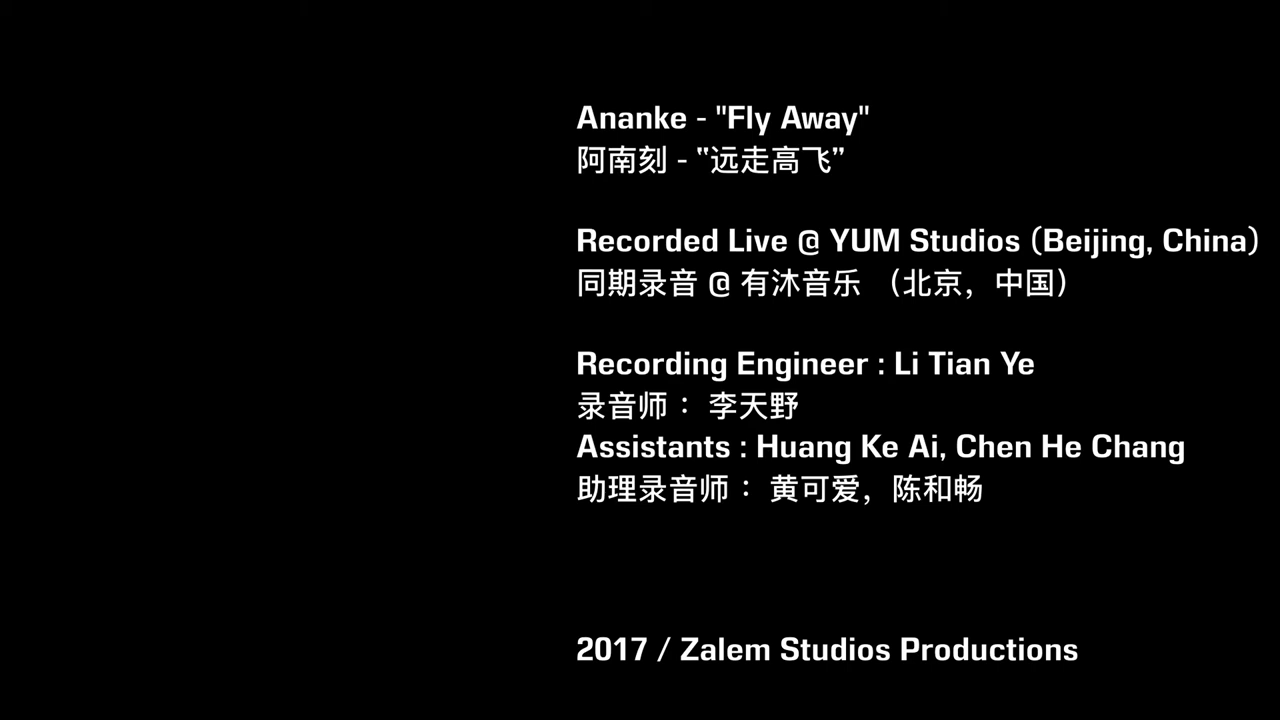 Ananke - "Fly Away"
阿南刻 - “远走高飞”
Recorded Live @ YUM Studios (Beijing, China)
同期录音 @ 有沐音乐 （北京，中国）
Recording Engineer : Li Tian Ye
录音师： 李天野
Assistants : Huang Ke Ai, Chen He Chang
助理录音师： 黄可爱，陈和畅
2017 / Zalem Studios Productions